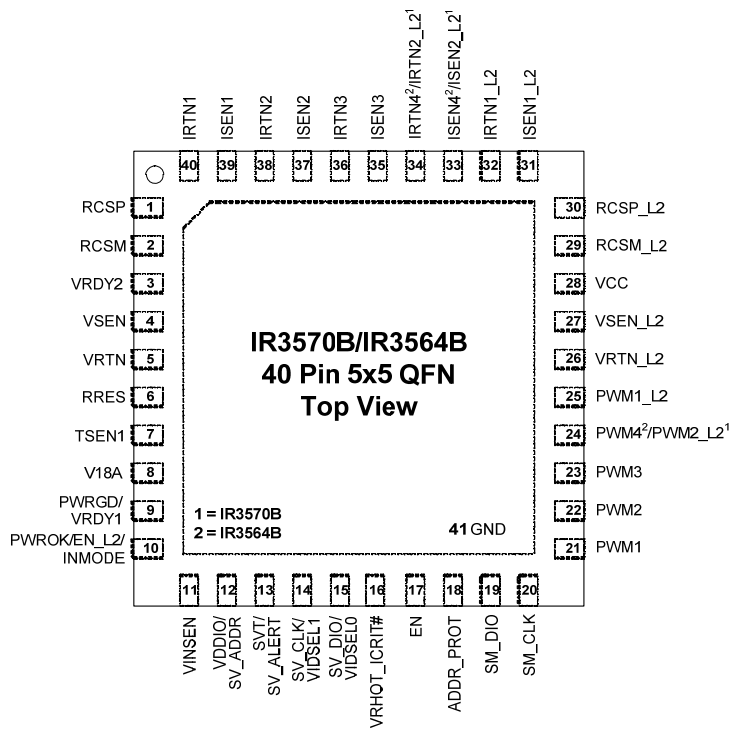 IRTN1
ISEN1
IRTN2
ISEN2
IRTN3
ISEN3
IRTN4²/IRTN2_L2¹
ISEN4²/ISEN2_L2¹
IRTN1_L2
ISEN1_L2
40 39 38 37 36 35 34 33 32 31
RCSP 1
RCSM 2
VRDY2 3
VSEN 4
VRTN 5
RRES 6
TSEN1 7
V18A 8
PWRGD/
VRDY1 9
PWROK/EN_L2/
INMODE 10
IR3570B/IR3564B
40 Pin 5x5 QFN
Top View
1 = IR3570B
2 = IR3564B
41 GND
30 RCSP_L2
29 RCSM_L2
28 VCC
27 VSEN_L2
26 VRTN_L2
25 PWM1_L2
24 PWM4²/PWM2_L2¹
23 PWM3
22 PWM2
21 PWM1
11 12 13 14 15 16 17 18 19 20
VINSEN
VDDIO/
SV_ADDR
SVT/
SV_ALERT
SV_CLK/
VIDSEL1
SV_DIO/
VIDSEL0
VRHOT_ICRIT#
EN
ADDR_PROT
SM_DIO
SM_CLK